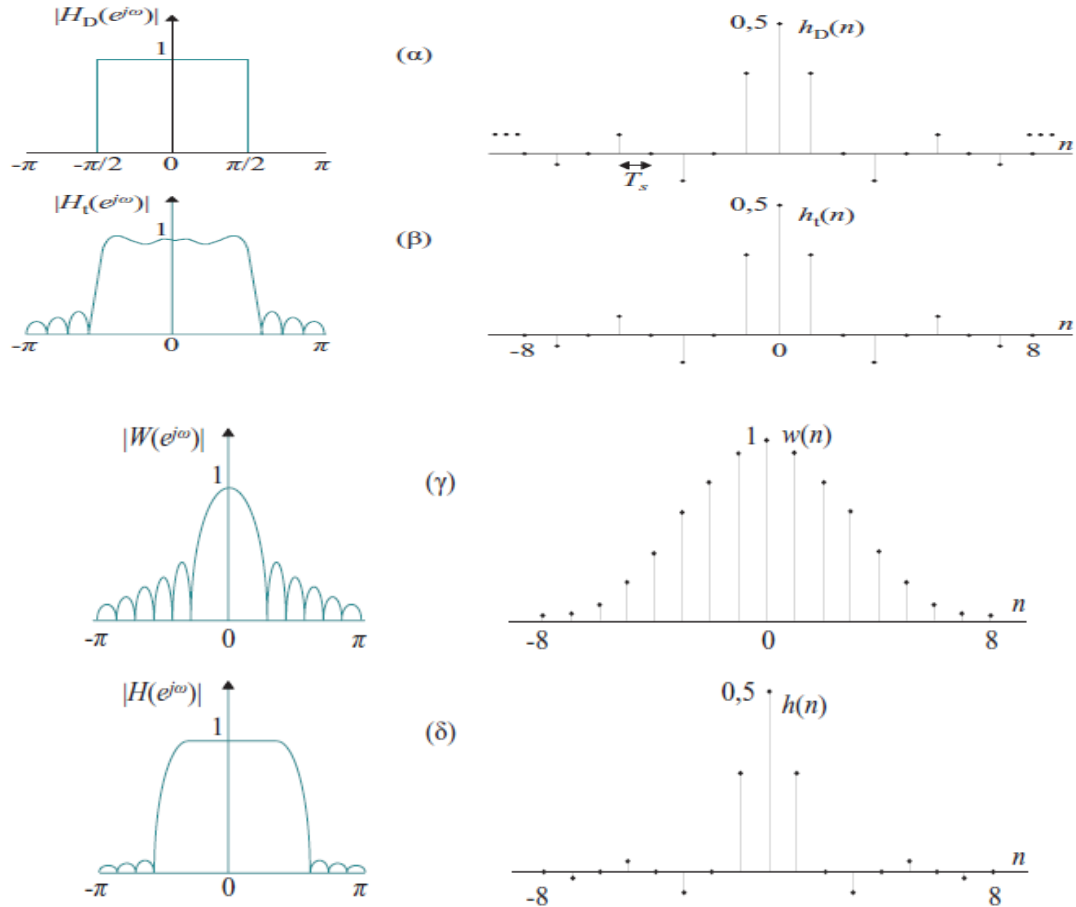 |H_D(e^{jω})|
1
-π -π/2 0 π/2 π
(α)
0,5 h_D(n)
n
T_s
|H_t(e^{jω})|
1
-π 0 π
(β)
0,5 h_t(n)
n
-8 0 8
|W(e^{jω})|
1
-π 0 π
(γ)
1 w(n)
n
-8 0 8
|H(e^{jω})|
1
-π 0 π
(δ)
0,5 h(n)
n
-8 0 8